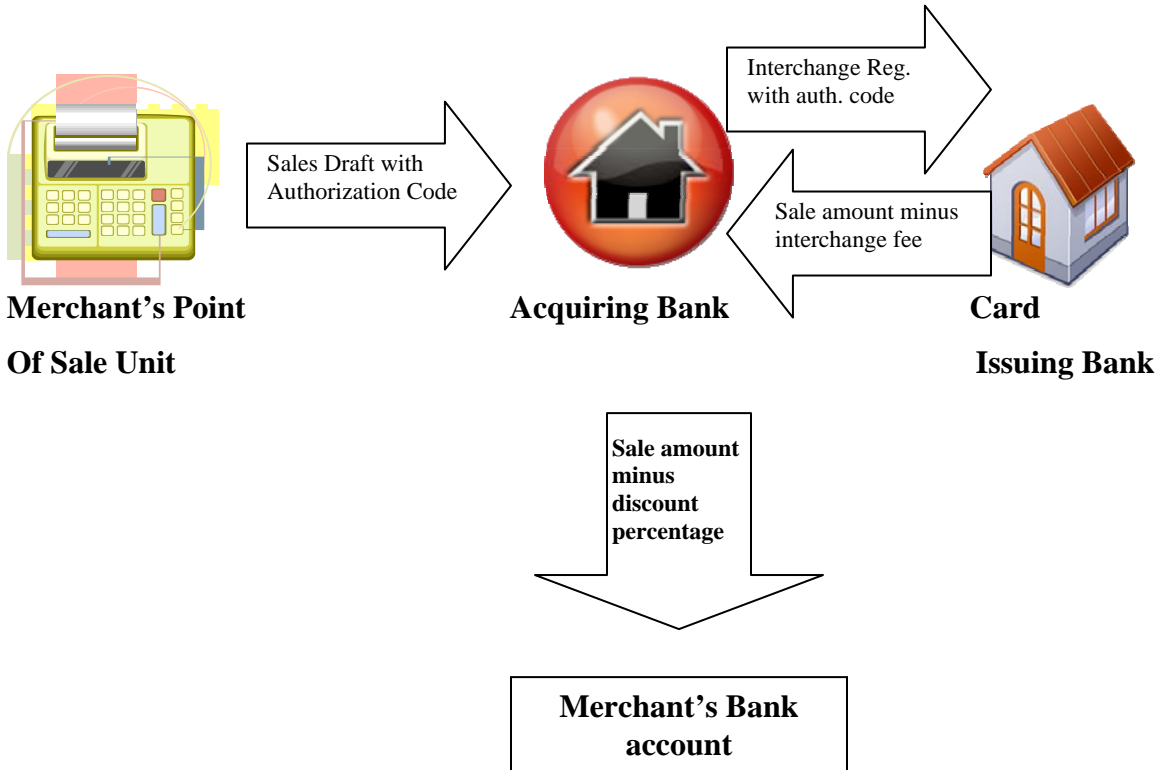 Interchange Reg.
with auth. code
Sales Draft with
Authorization Code
Sale amount minus
interchange fee
Merchant’s Point
Of Sale Unit
Acquiring Bank
Card
Issuing Bank
Sale amount
minus
discount
percentage
Merchant’s Bank
account